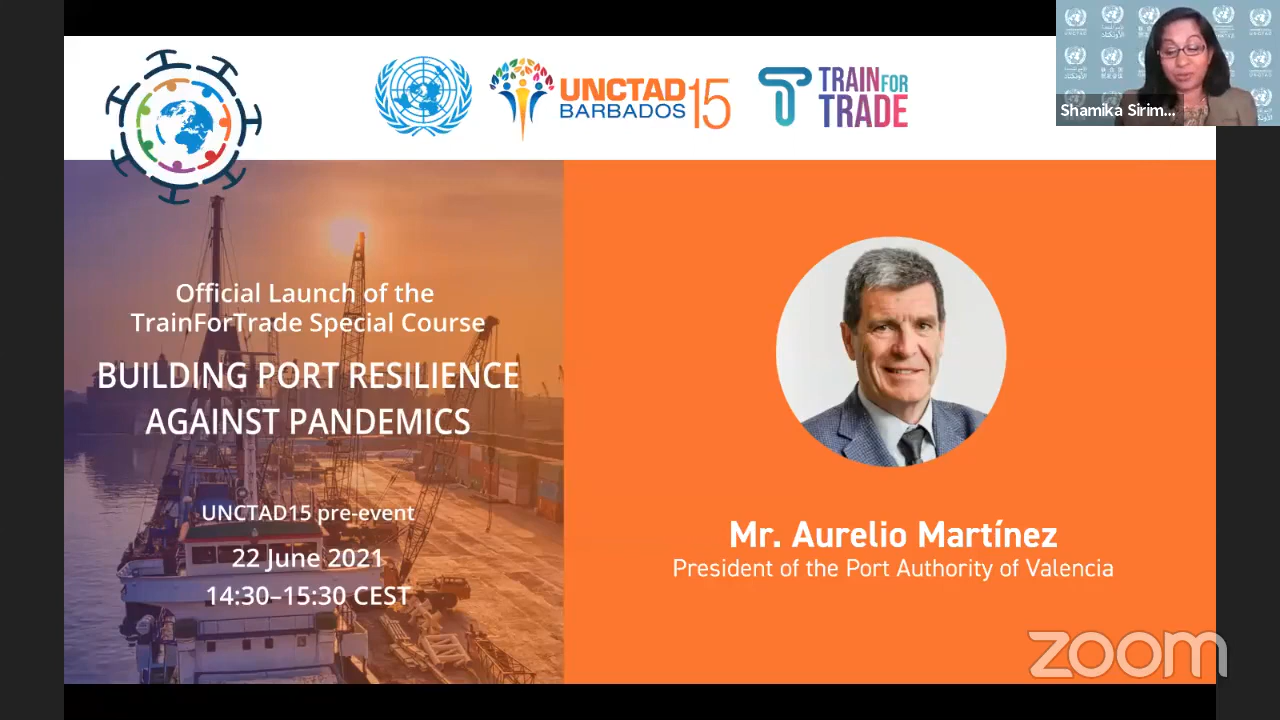 UNCTAD
BARBADOS
15
TRAIN FOR
TRADE
Shamika Sirim...
Official Launch of the
TrainForTrade Special Course
BUILDING PORT RESILIENCE
AGAINST PANDEMICS
UNCTAD15 pre-event
22 June 2021
14:30–15:30 CEST
Mr. Aurelio Martínez
President of the Port Authority of Valencia
zoom